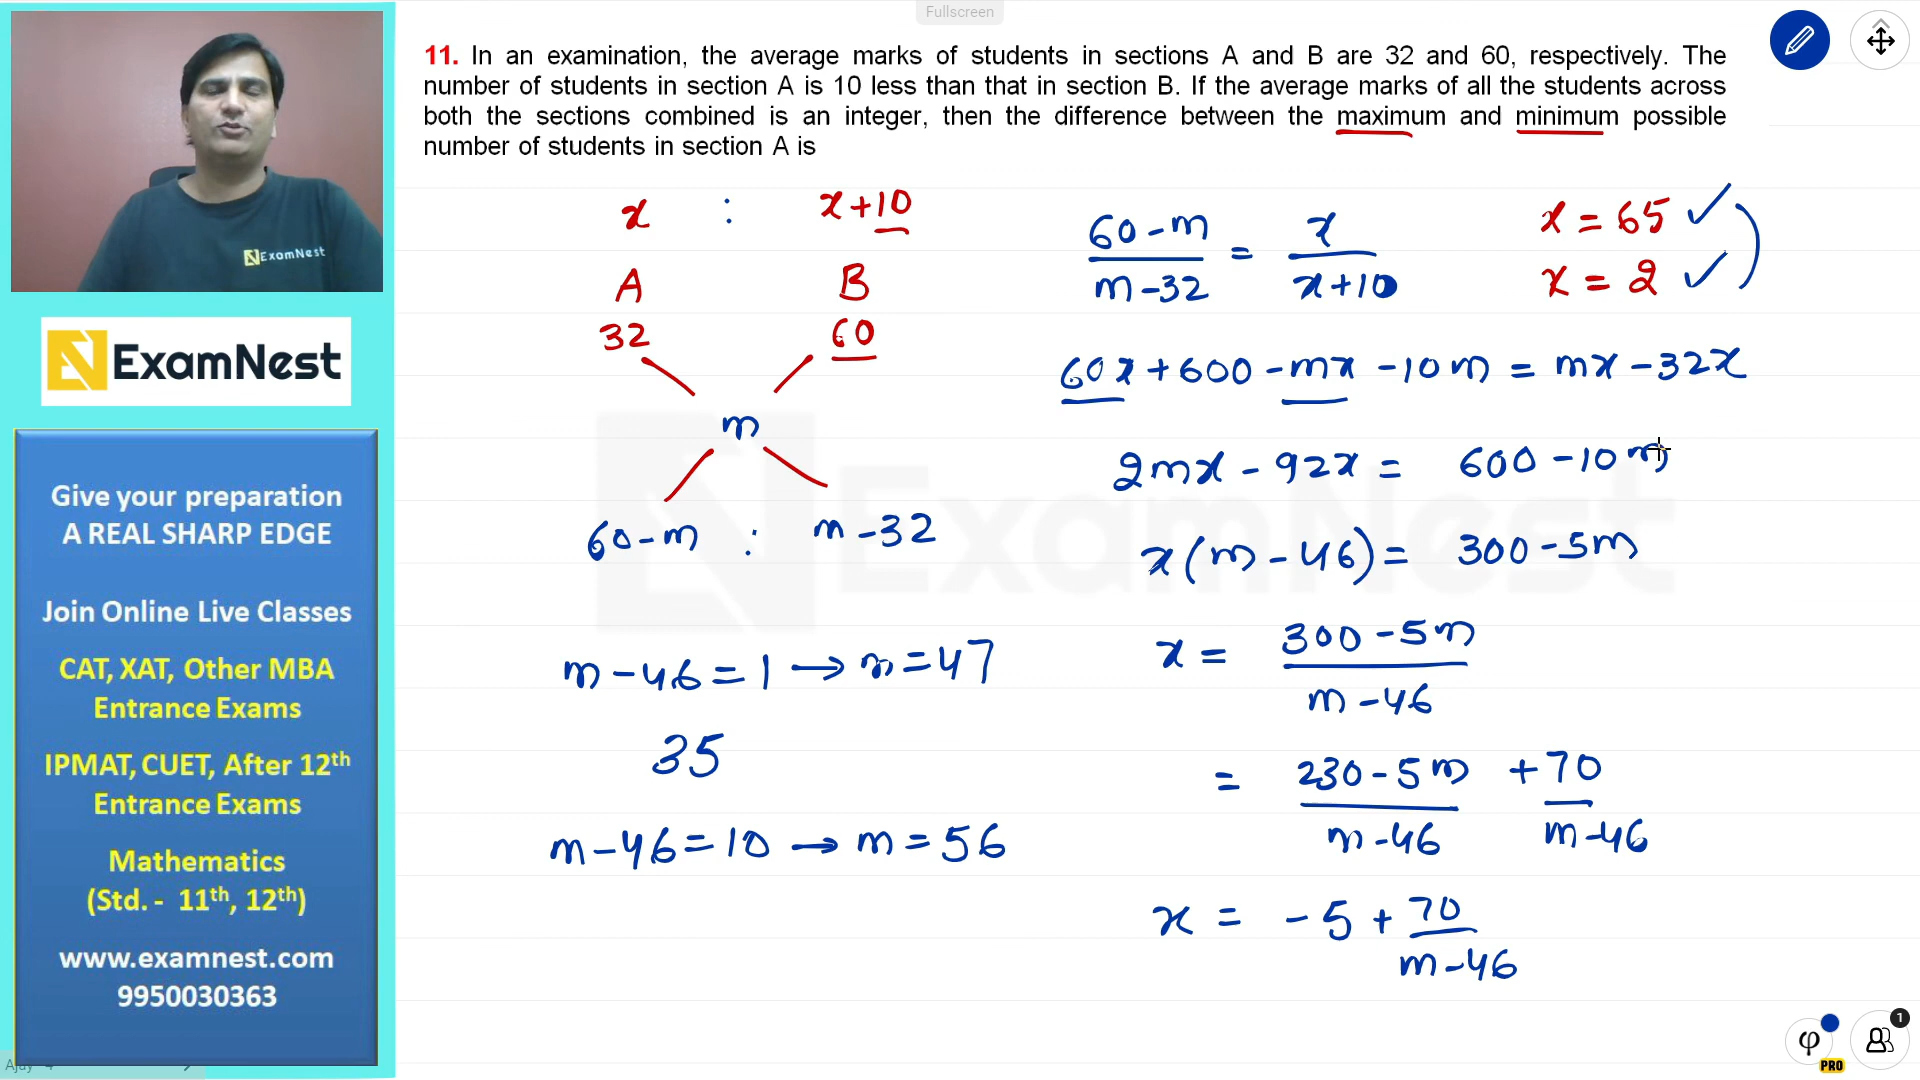 Fullscreen
11. In an examination, the average marks of students in sections A and B are 32 and 60, respectively. The
number of students in section A is 10 less than that in section B. If the average marks of all the students across
both the sections combined is an integer, then the difference between the maximum and minimum possible
number of students in section A is
x : x+10
A B
32 60
m
60-m : m-32
m-46=1 → m=47
35
m-46=10 → m=56
60-m / m-32 = x / x+10
x = 65 ✓
x = 2 ✓
60x+600-mx-10m = mx-32x
2mx-92x = 600-10m
x(m-46) = 300-5m
x = 300-5m / m-46
= 230-5m / m-46 + 70 / m-46
x = -5 + 70 / m-46
ExamNest
ExamNest
ExamNest
Give your preparation
A REAL SHARP EDGE
Join Online Live Classes
CAT, XAT, Other MBA
Entrance Exams
IPMAT, CUET, After 12th
Entrance Exams
Mathematics
(Std. - 11th, 12th)
www.examnest.com
9950030363
φ
PRO
1